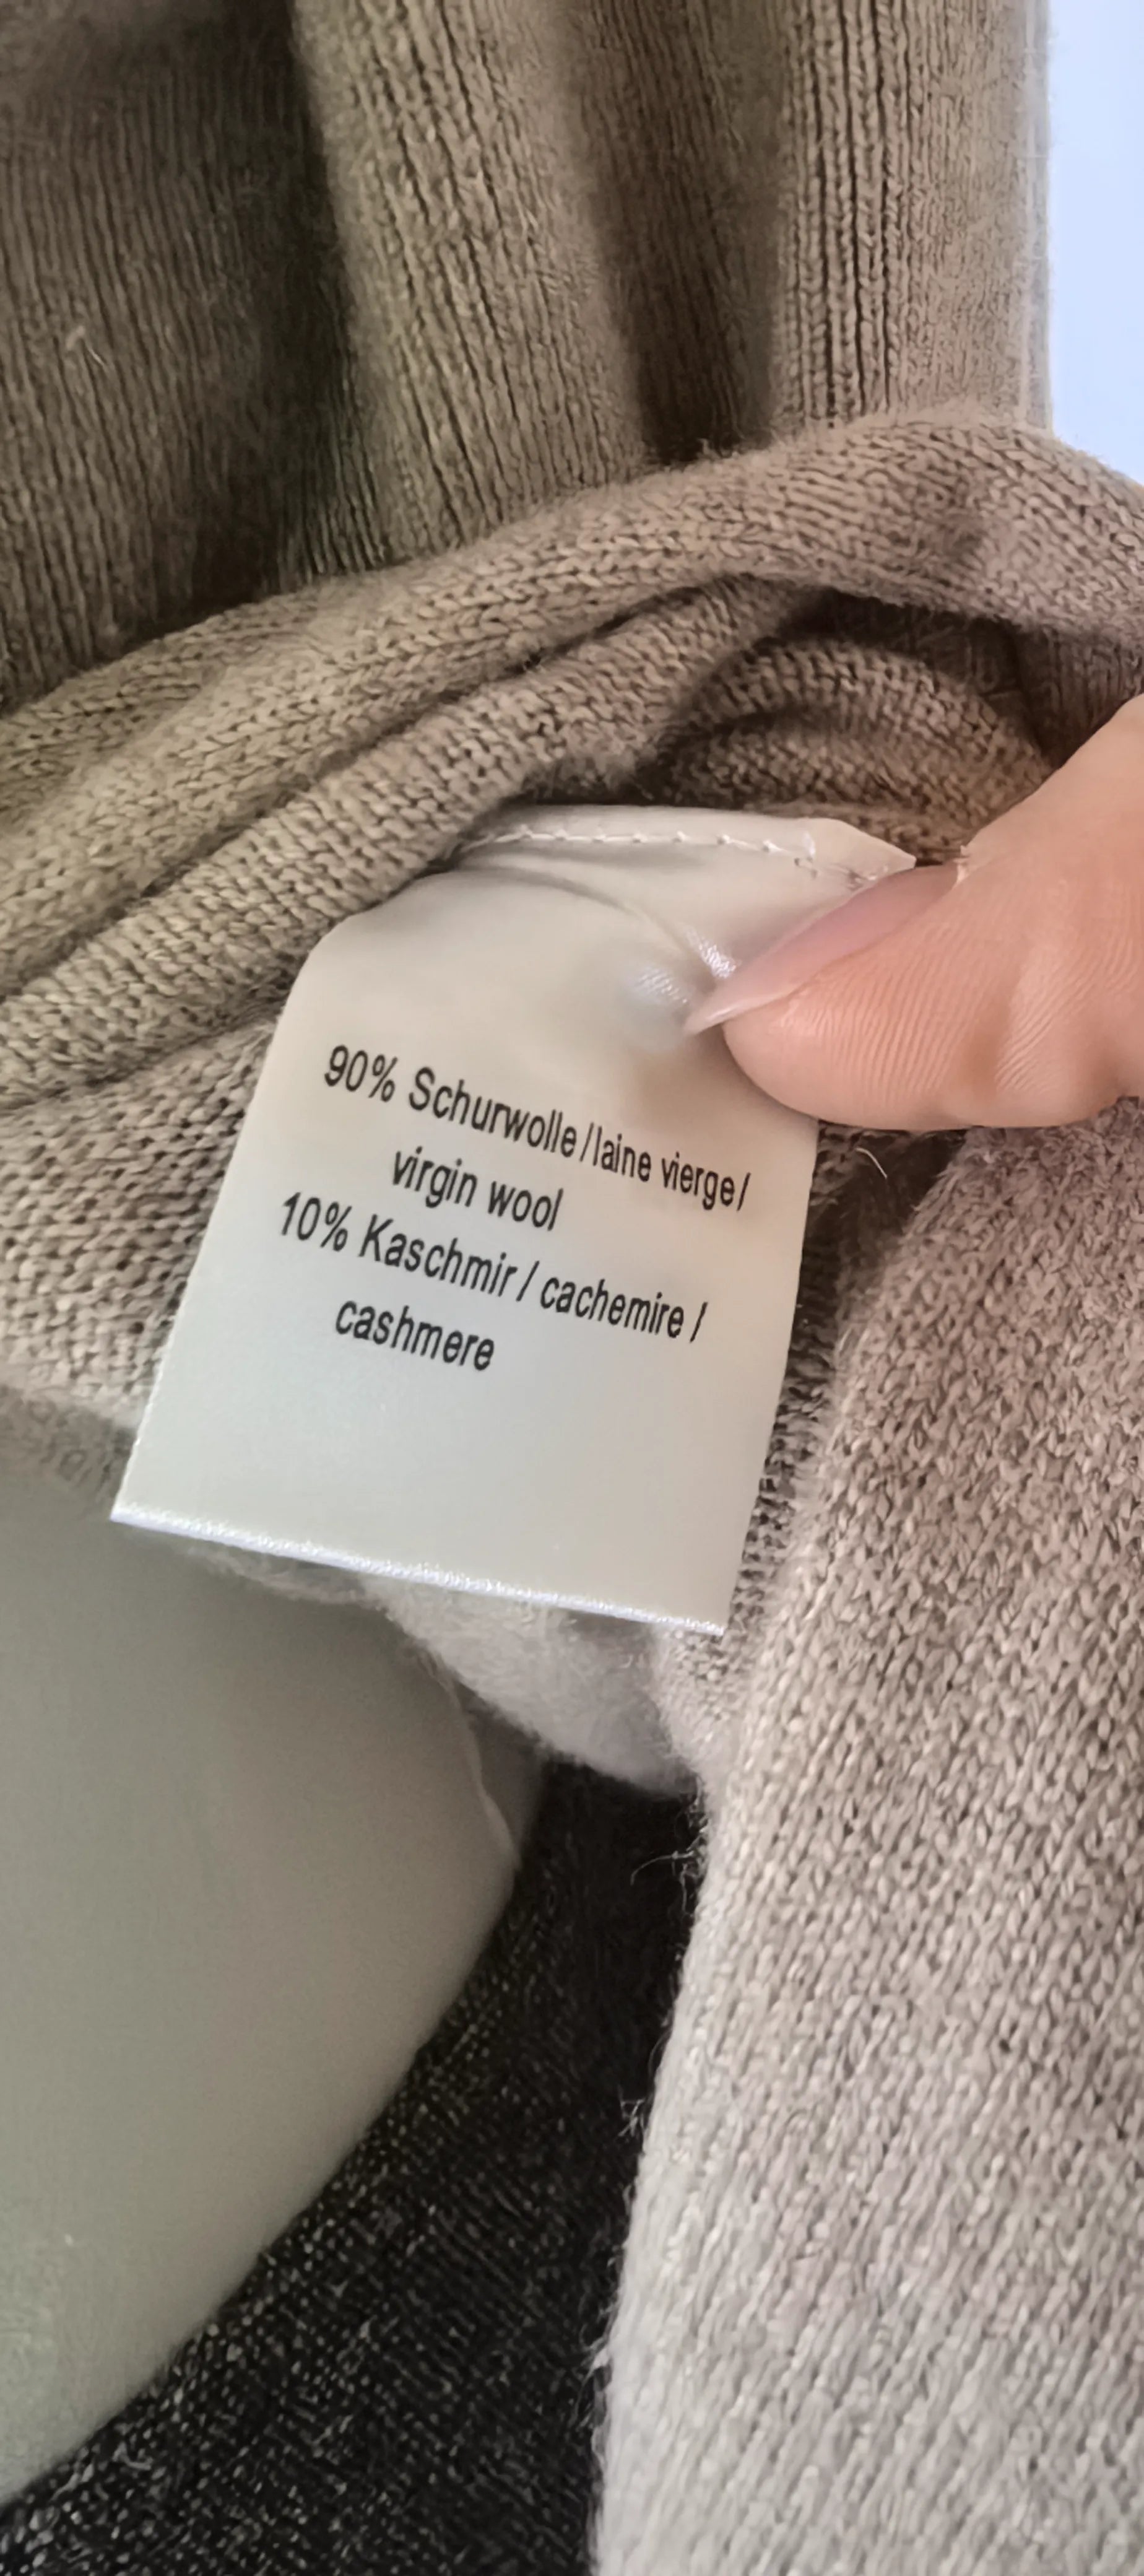 90% Schurwolle / laine vierge /
virgin wool
10% Kaschmir / cachemire /
cashmere